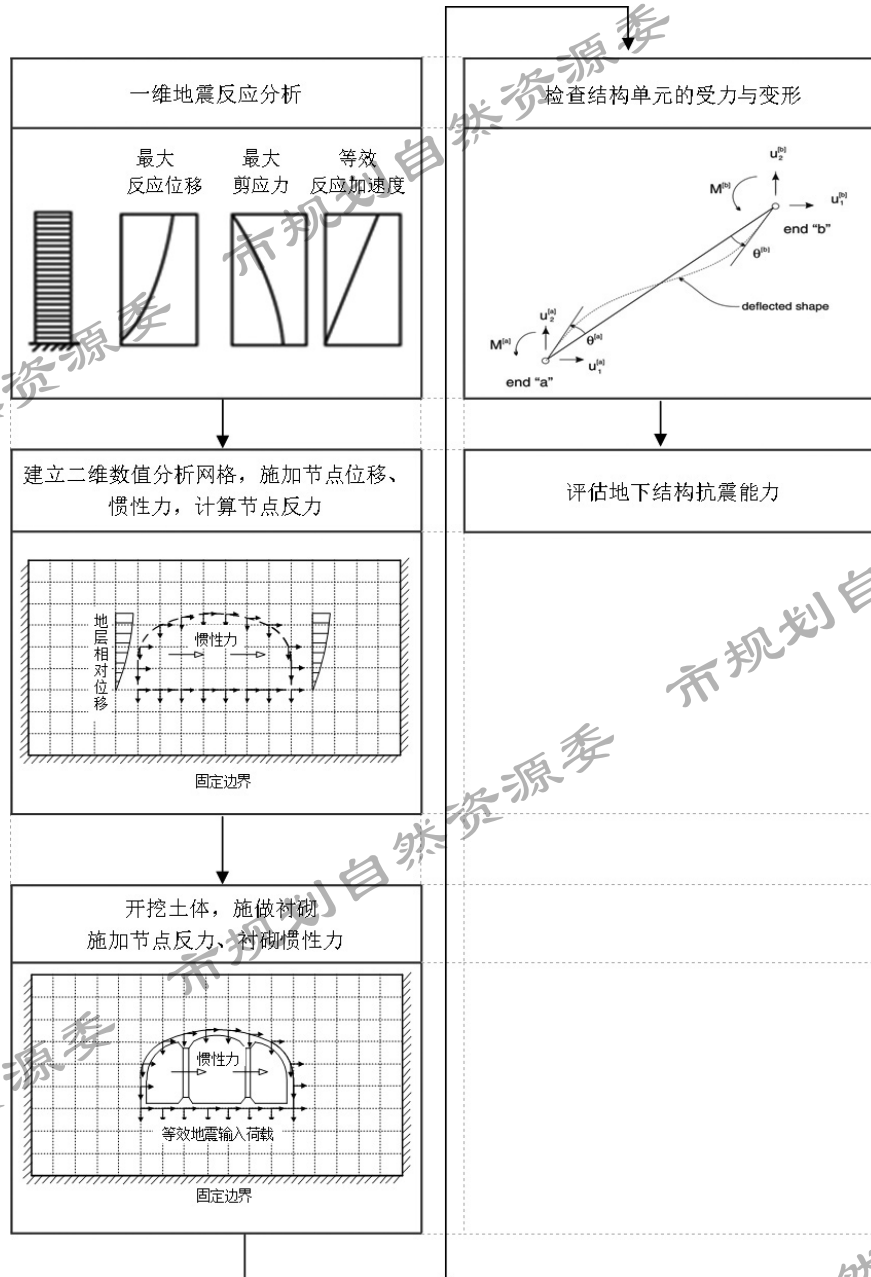 一维地震反应分析
最大
反应位移
最大
剪应力
等效
反应加速度
建立二维数值分析网格，施加节点位移、
惯性力，计算节点反力
地层相对位移
惯性力
固定边界
开挖土体，施做衬砌
施加节点反力、衬砌惯性力
惯性力
等效地震输入荷载
固定边界
检查结构单元的受力与变形
u₂[b]
M[b]
u₁[b]
end “b”
θ[b]
deflected shape
u₂[a]
θ[a]
M[a]
u₁[a]
end “a”
评估地下结构抗震能力
市规划自然资源委
然资源委
市规划自
市规划自然资源委
源委
然